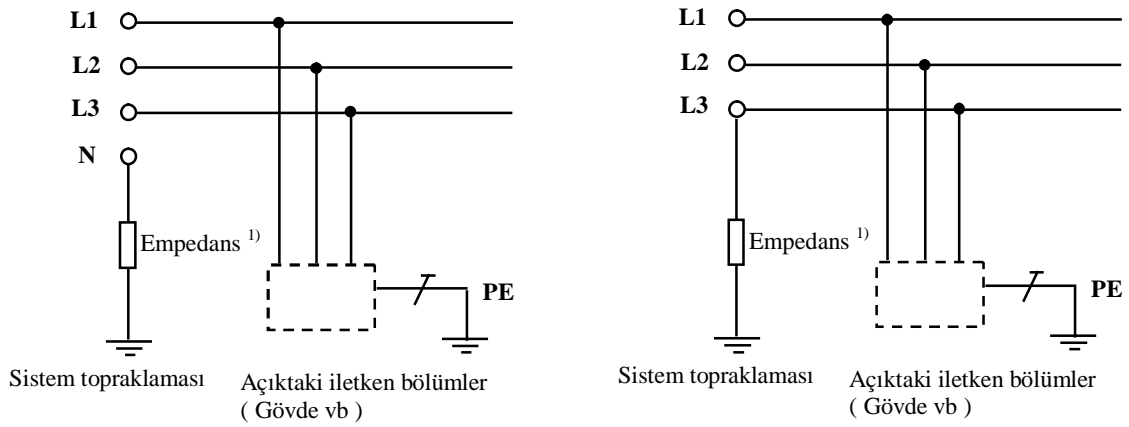 L1
L2
L3
N
Empedans 1)
PE
Sistem topraklaması
Açıktaki iletken bölümler
( Gövde vb )
L1
L2
L3
Empedans 1)
PE
Sistem topraklaması
Açıktaki iletken bölümler
( Gövde vb )